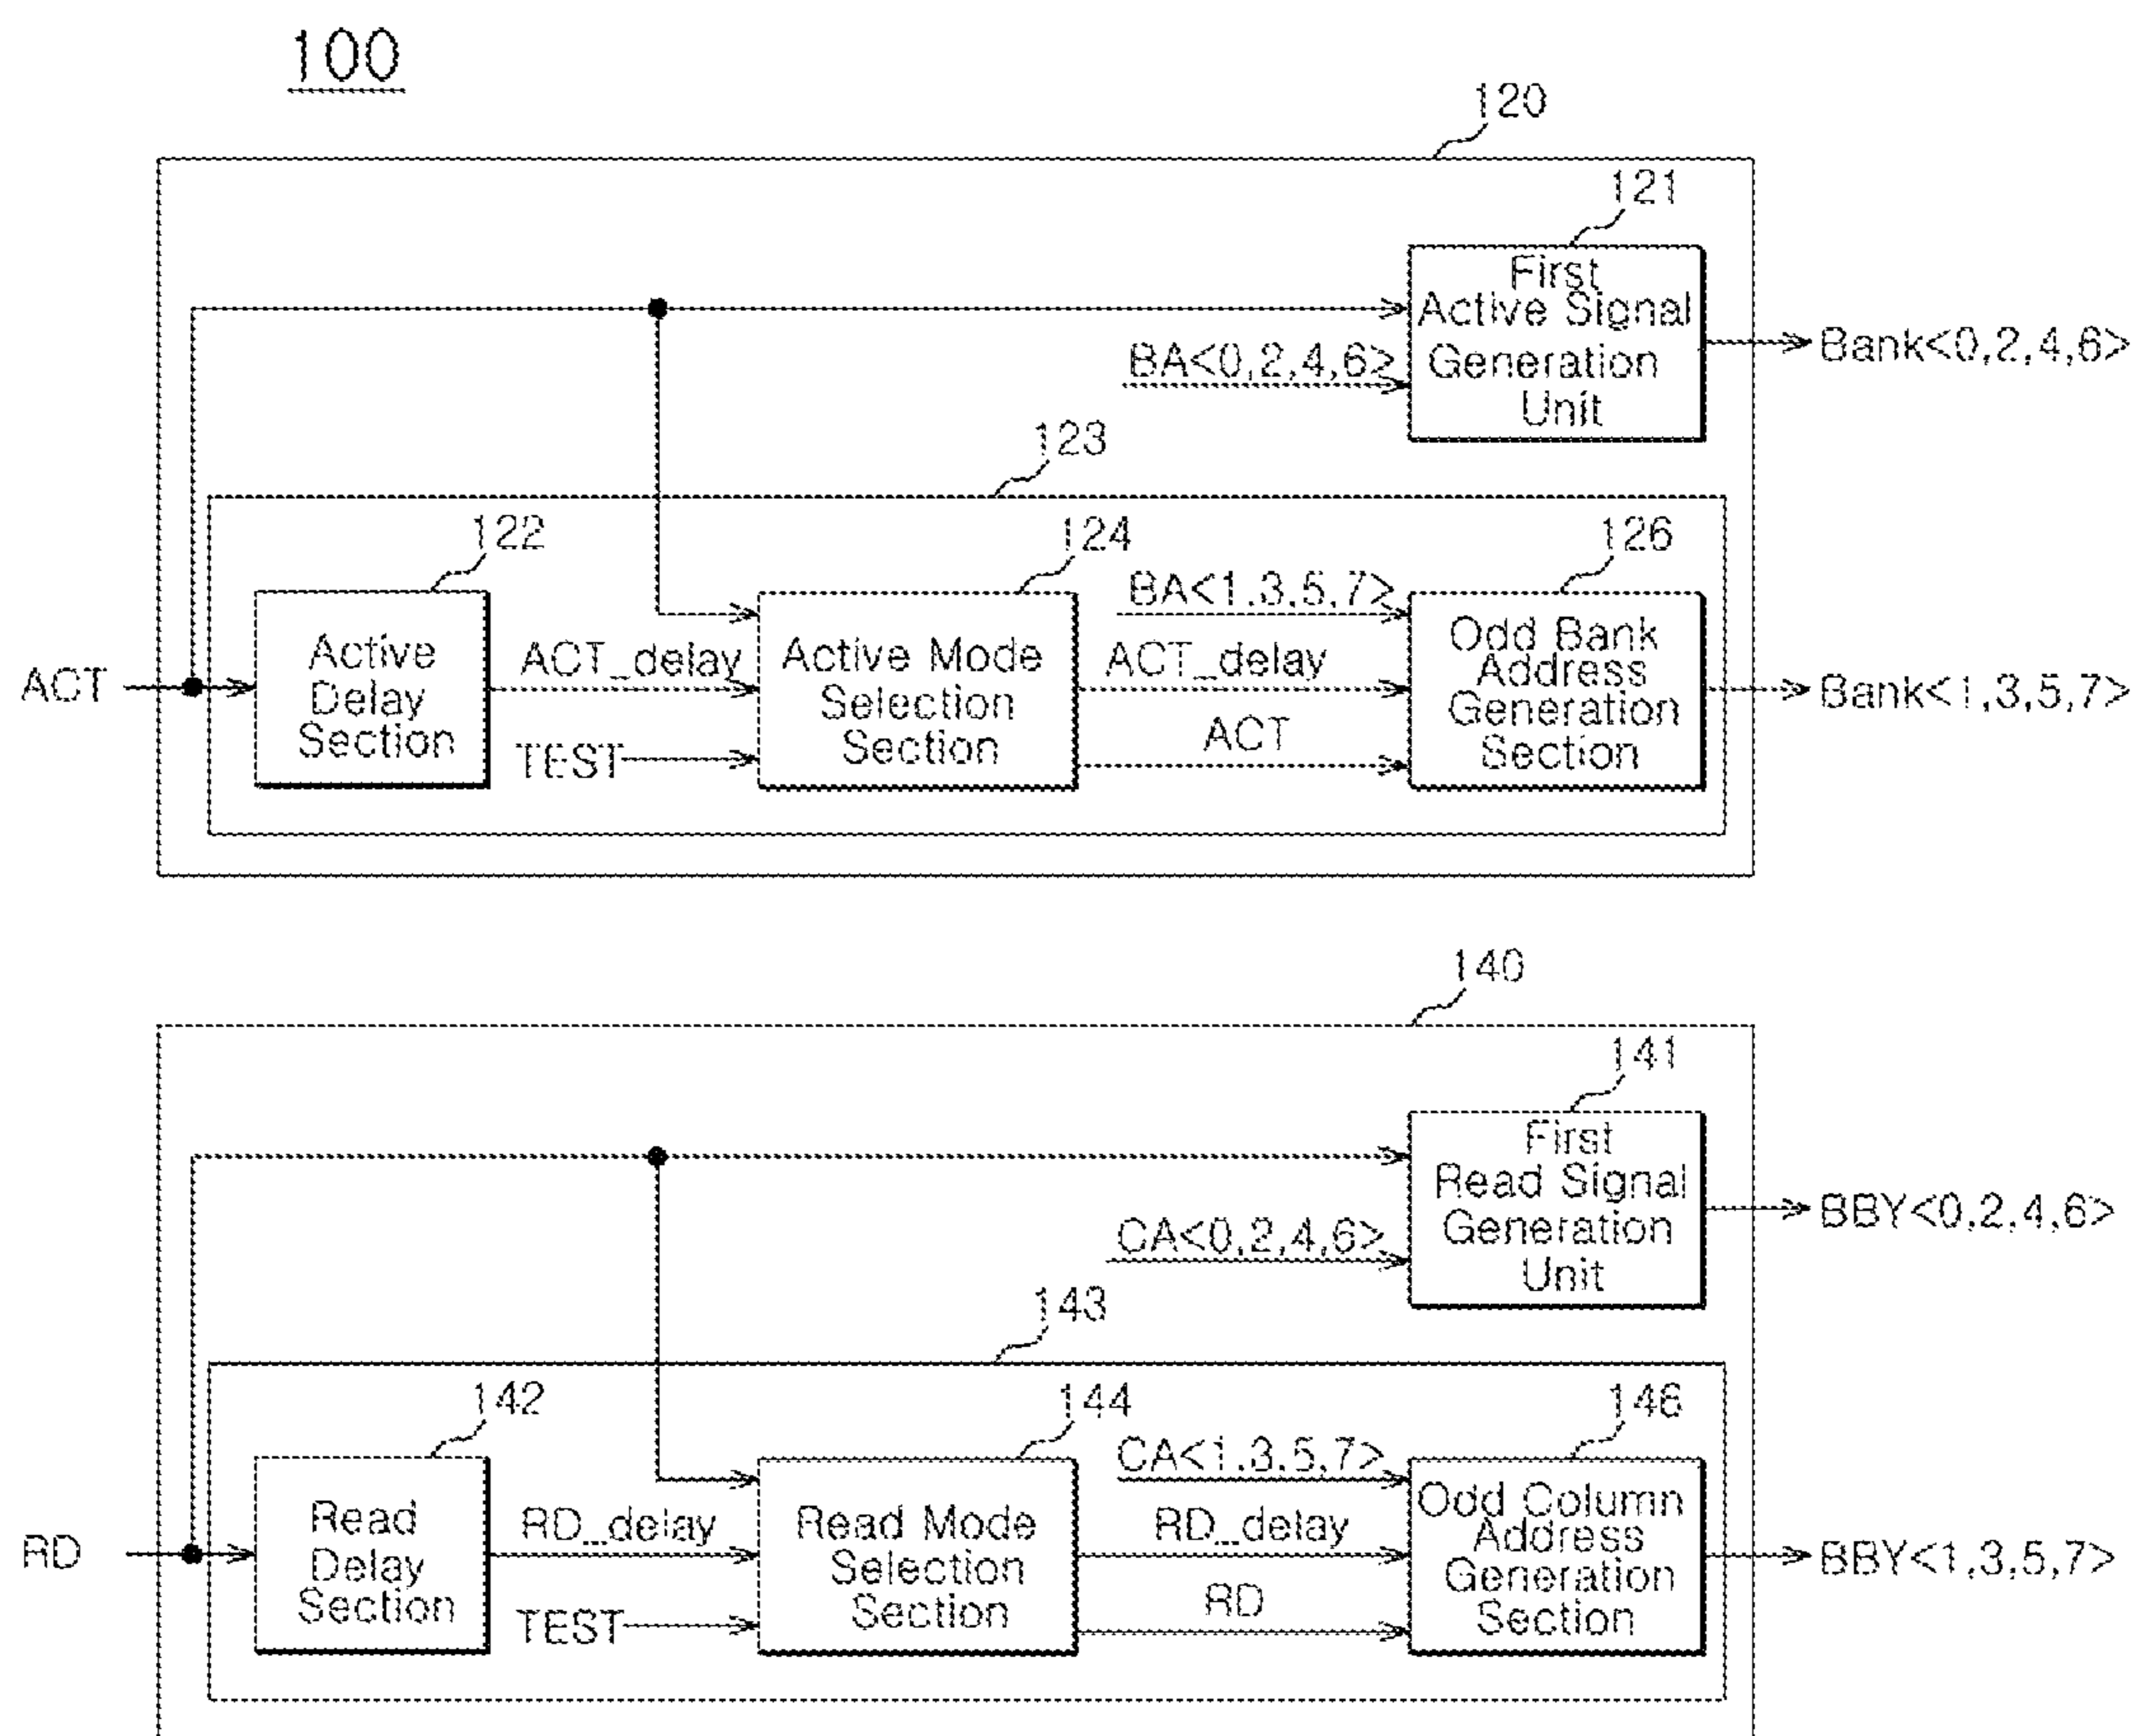 100
120
121
First
Active Signal
Generation
Unit
BA<0,2,4,6>
Bank<0,2,4,6>
123
122
124
126
ACT
Active
Delay
Section
ACT_delay
TEST
Active Mode
Selection
Section
BA<1,3,5,7>
ACT_delay
ACT
Odd Bank
Address
Generation
Section
Bank<1,3,5,7>
140
141
First
Read Signal
Generation
Unit
CA<0,2,4,6>
BBY<0,2,4,6>
143
142
144
146
RD
Read
Delay
Section
RD_delay
TEST
Read Mode
Selection
Section
CA<1,3,5,7>
RD_delay
RD
Odd Column
Address
Generation
Section
BBY<1,3,5,7>